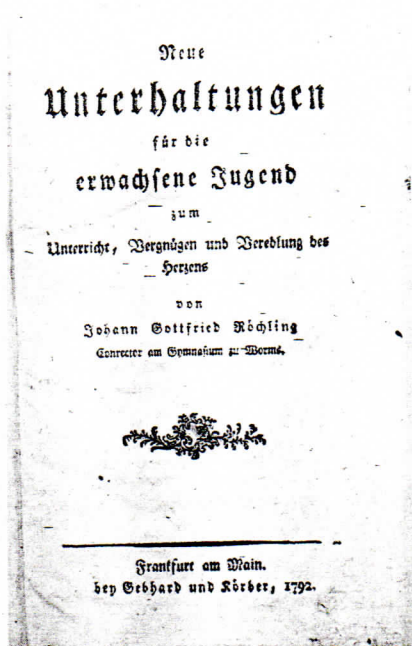 Neue
Unterhaltungen
für die
erwachsene Jugend
zum
Unterricht, Vergnügen und Veredlung des
Herzens
von
Johann Gottfried Röchling
Conrector am Gymnasium zu Worms.
Frankfurt am Main.
bey Gebhard und Körber, 1792.